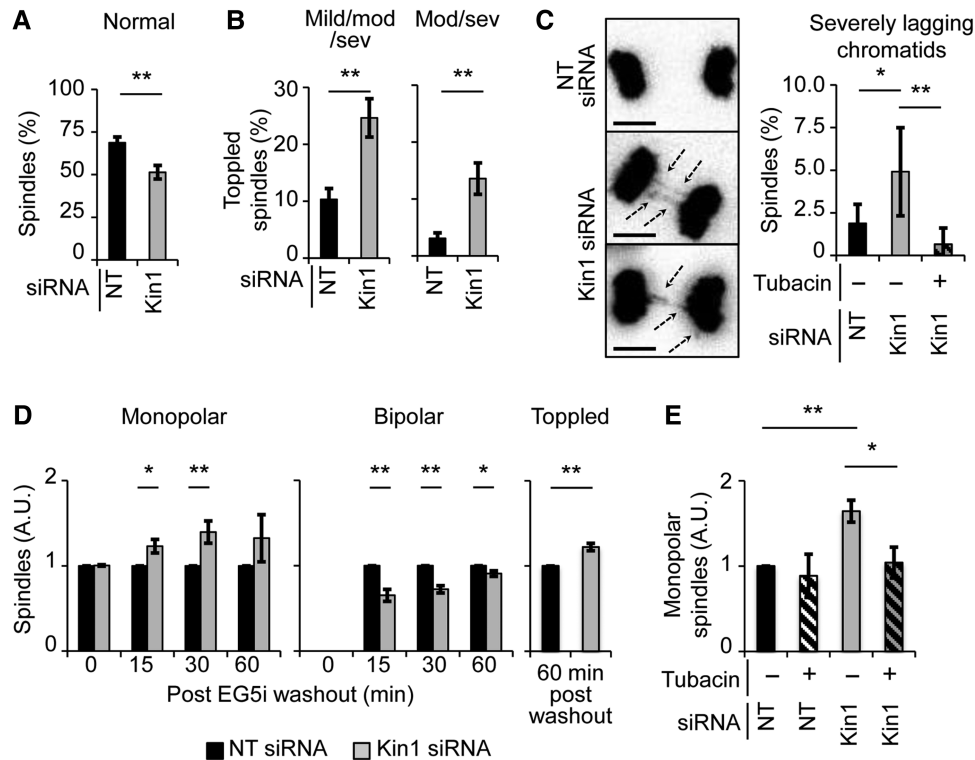 A
Normal
**
Spindles (%)
100
75
50
25
0
siRNA
NT
Kin1
B
Mild/mod
/sev
Mod/sev
**
**
Toppled
spindles (%)
30
20
10
0
siRNA
NT
Kin1
NT
Kin1
C
NT
siRNA
Kin1 siRNA
Severely lagging
chromatids
*
**
Spindles (%)
10.0
7.5
5.0
2.5
0
Tubacin
–
–
+
siRNA
NT
Kin1
Kin1
D
Monopolar
Bipolar
Toppled
*
**
**
**
*
**
Spindles (A.U.)
2
1
0
0
15
30
60
0
15
30
60
Post EG5i washout (min)
60 min
post
washout
NT siRNA
Kin1 siRNA
E
**
*
Monopolar
spindles (A.U.)
2
1
0
Tubacin
–
+
–
+
siRNA
NT
NT
Kin1
Kin1